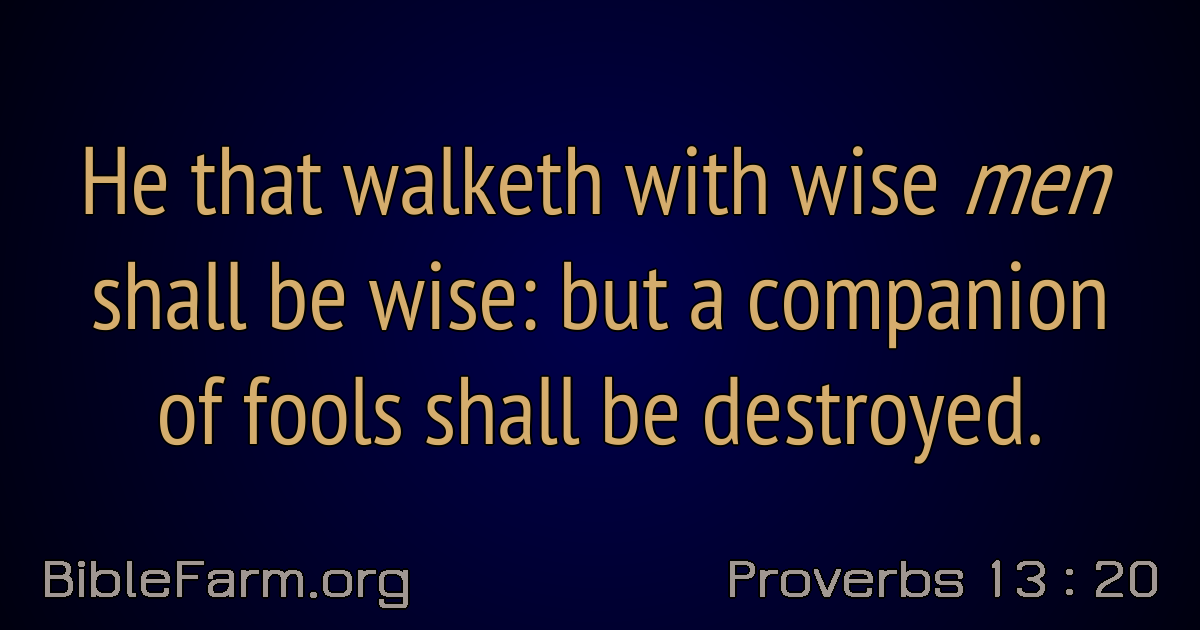 He that walketh with wise men
shall be wise: but a companion
of fools shall be destroyed.
BibleFarm.org
Proverbs 13 : 20